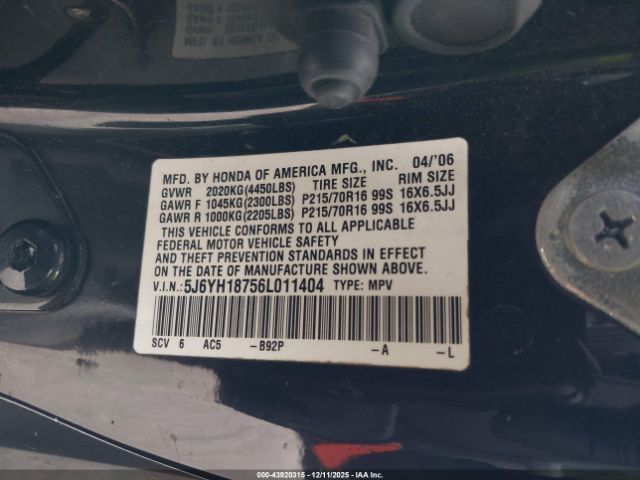 MFD. BY HONDA OF AMERICA MFG., INC. 04/'06
GVWR 2020KG(4450LBS) TIRE SIZE RIM SIZE
GAWR F 1045KG(2300LBS) P215/70R16 99S 16X6.5JJ
GAWR R 1000KG(2205LBS) P215/70R16 99S 16X6.5JJ
THIS VEHICLE CONFORMS TO ALL APPLICABLE
FEDERAL MOTOR VEHICLE SAFETY
AND THEFT PREVENTION STANDARDS IN EFFECT
ON THE DATE OF MANUFACTURE SHOWN ABOVE.
V.I.N.:5J6YH18756L011404 TYPE: MPV
SCV 6 AC5 -B92P -A -L
000-43920315 - 12/11/2025 - IAAI.com